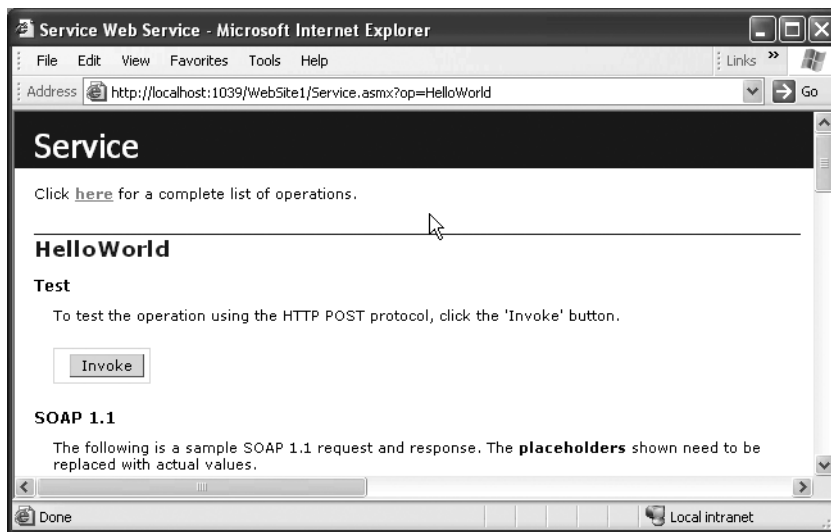 Service Web Service - Microsoft Internet Explorer
File Edit View Favorites Tools Help Links »
Address http://localhost:1039/WebSite1/Service.asmx?op=HelloWorld Go
Service
Click here for a complete list of operations.
HelloWorld
Test
To test the operation using the HTTP POST protocol, click the 'Invoke' button.
Invoke
SOAP 1.1
The following is a sample SOAP 1.1 request and response. The placeholders shown need to be
replaced with actual values.
Done Local intranet